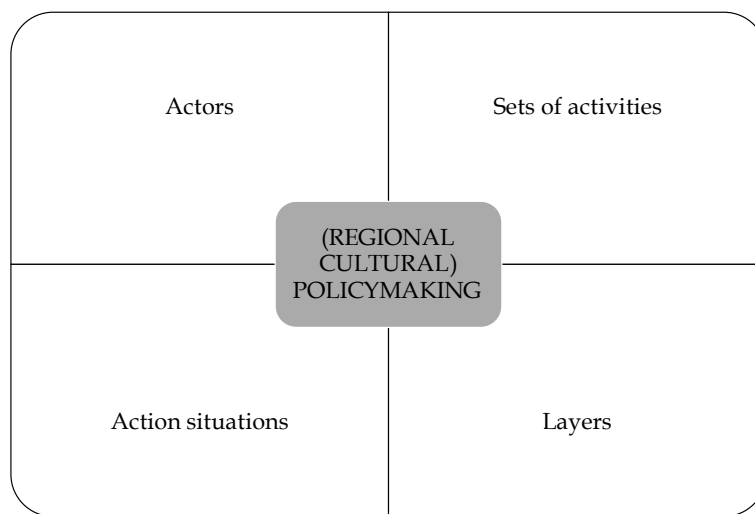 Actors
Sets of activities
(REGIONAL
CULTURAL)
POLICYMAKING
Action situations
Layers